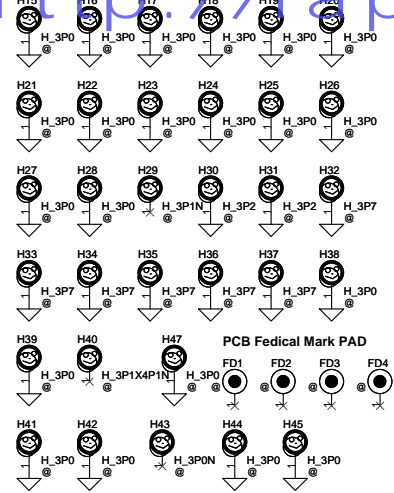 http://rap
H15 H16 H17 H18 H19 H20
H_3P0 H_3P0 H_3P0 H_3P0 H_3P0 H_3P0
@ @ @ @ @ @
H21 H22 H23 H24 H25 H26
H_3P0 H_3P0 H_3P0 H_3P0 H_3P0 H_3P0
@ @ @ @ @ @
H27 H28 H29 H30 H31 H32
H_3P0 H_3P0 H_3P1N H_3P2 H_3P2 H_3P7
@ @ @ @ @ @
H33 H34 H35 H36 H37 H38
H_3P7 H_3P7 H_3P7 H_3P7 H_3P7 H_3P0
@ @ @ @ @ @
H39 H40 H47 PCB Fedical Mark PAD
FD1 FD2 FD3 FD4
H_3P0 H_3P1X4P1N H_3P0
@ @ @ @ @ @ @
H41 H42 H43 H44 H45
H_3P0 H_3P0 H_3P0N H_3P0 H_3P0
@ @ @ @ @